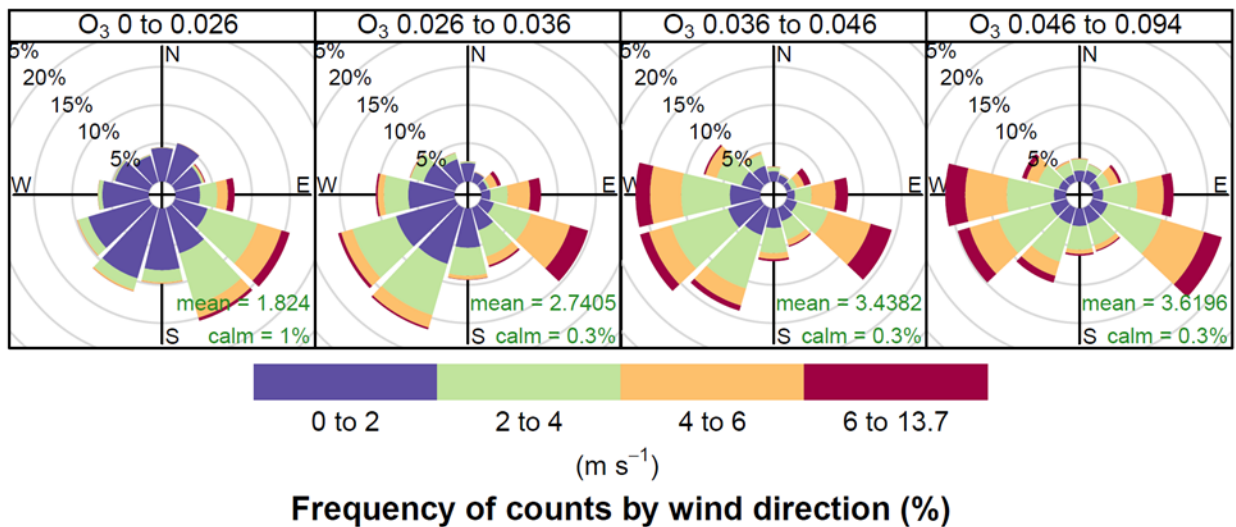 O₃ 0 to 0.026
O₃ 0.026 to 0.036
O₃ 0.036 to 0.046
O₃ 0.046 to 0.094
5%
20%
15%
10%
5%
N
W
E
S
mean = 1.824
calm = 1%
5%
20%
15%
10%
5%
N
W
E
S
mean = 2.7405
calm = 0.3%
5%
20%
15%
10%
5%
N
W
E
S
mean = 3.4382
calm = 0.3%
5%
20%
15%
10%
5%
N
W
E
S
mean = 3.6196
calm = 0.3%
0 to 2
2 to 4
4 to 6
6 to 13.7
(m s⁻¹)
Frequency of counts by wind direction (%)